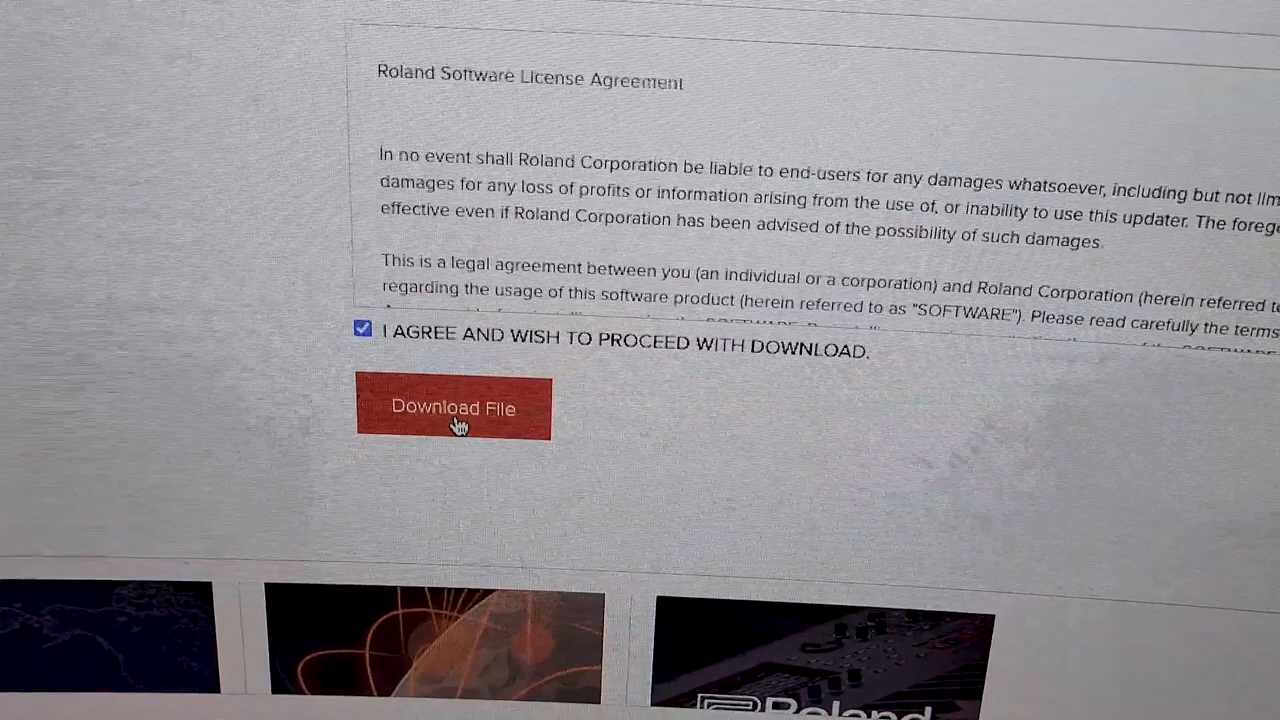 Roland Software License Agreement
In no event shall Roland Corporation be liable to end-users for any damages whatsoever, including but not lim
damages for any loss of profits or information arising from the use of, or inability to use this updater. The forego
effective even if Roland Corporation has been advised of the possibility of such damages.
This is a legal agreement between you (an individual or a corporation) and Roland Corporation (herein referred to
regarding the usage of this software product (herein referred to as "SOFTWARE"). Please read carefully the terms
I AGREE AND WISH TO PROCEED WITH DOWNLOAD.
Download File
Roland